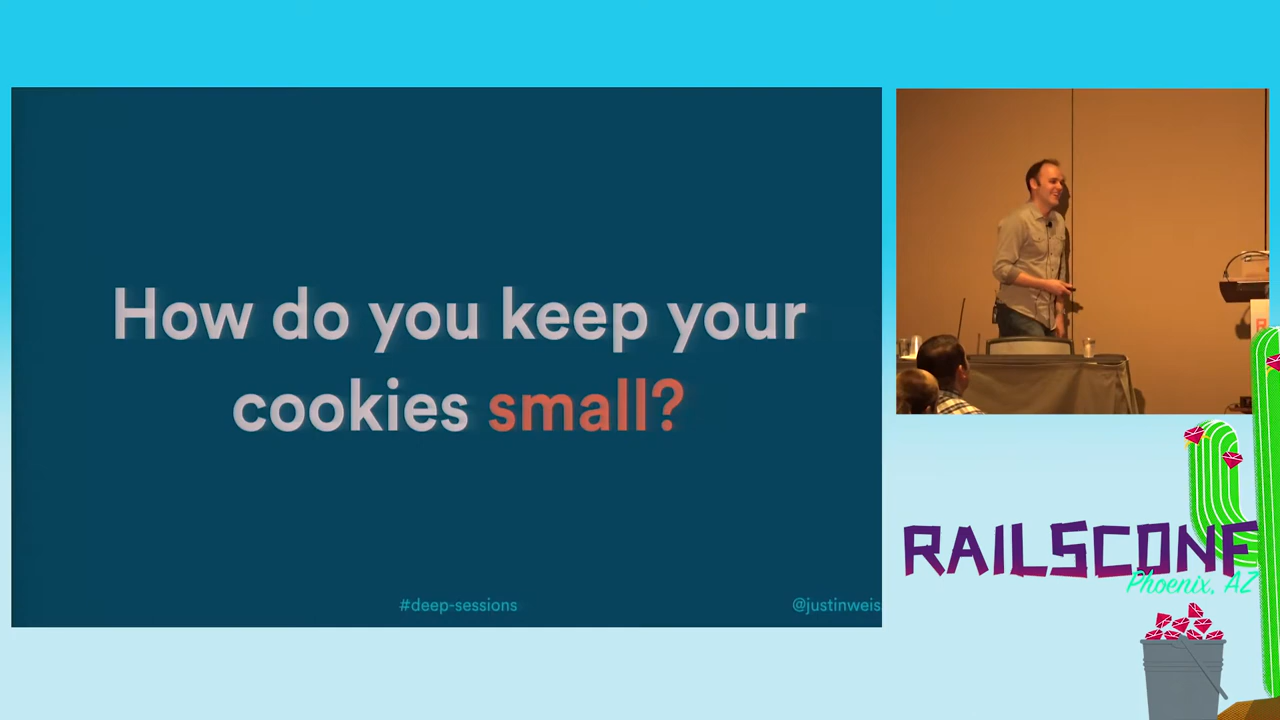 How do you keep your
cookies small?
#deep-sessions
@justinweis
RAILSCONF
Phoenix, AZ